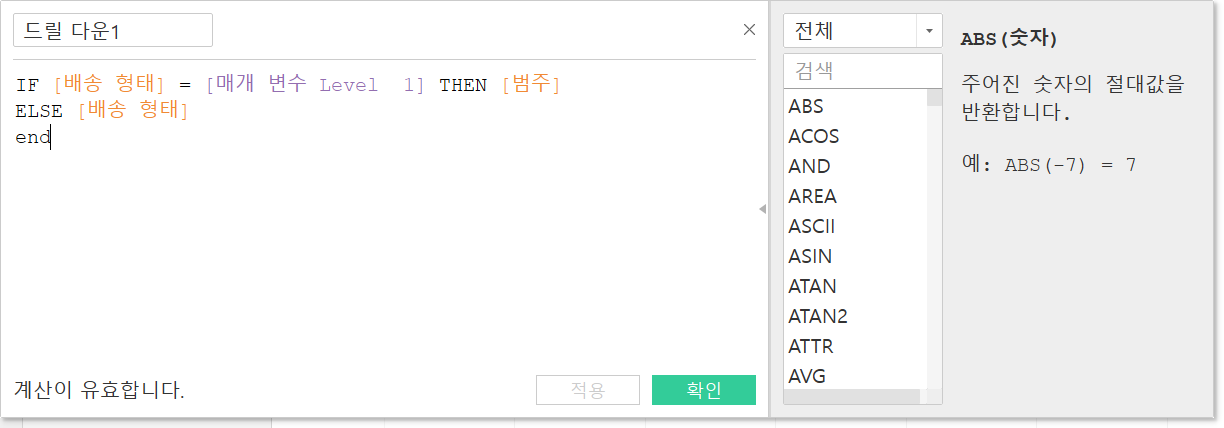 드릴 다운1
IF [배송 형태] = [매개 변수 Level  1] THEN [범주]
ELSE [배송 형태]
end
계산이 유효합니다.
적용
확인
전체
검색
ABS
ACOS
AND
AREA
ASCII
ASIN
ATAN
ATAN2
ATTR
AVG
ABS(숫자)
주어진 숫자의 절대값을
반환합니다.
예: ABS(-7) = 7